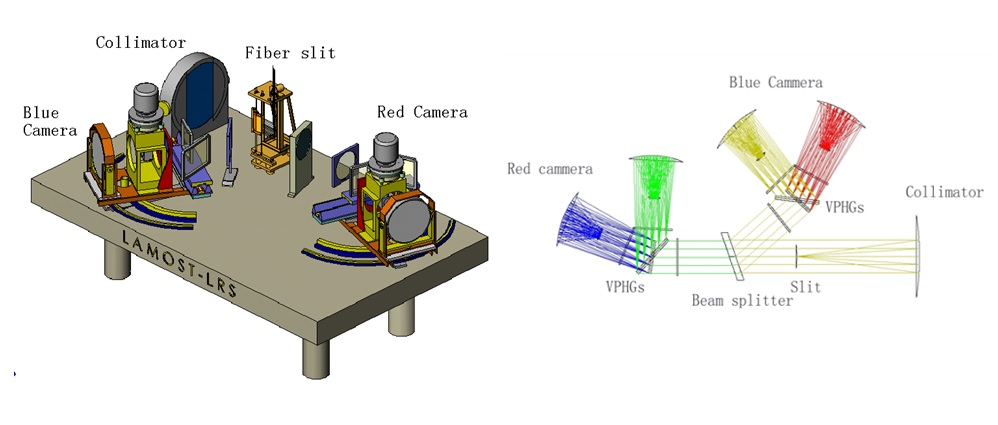 Collimator
Fiber slit
Blue
Camera
Red Camera
LAMOST-LRS
Blue Cammera
Red cammera
Collimator
VPHGs
VPHGs
Slit
Beam splitter